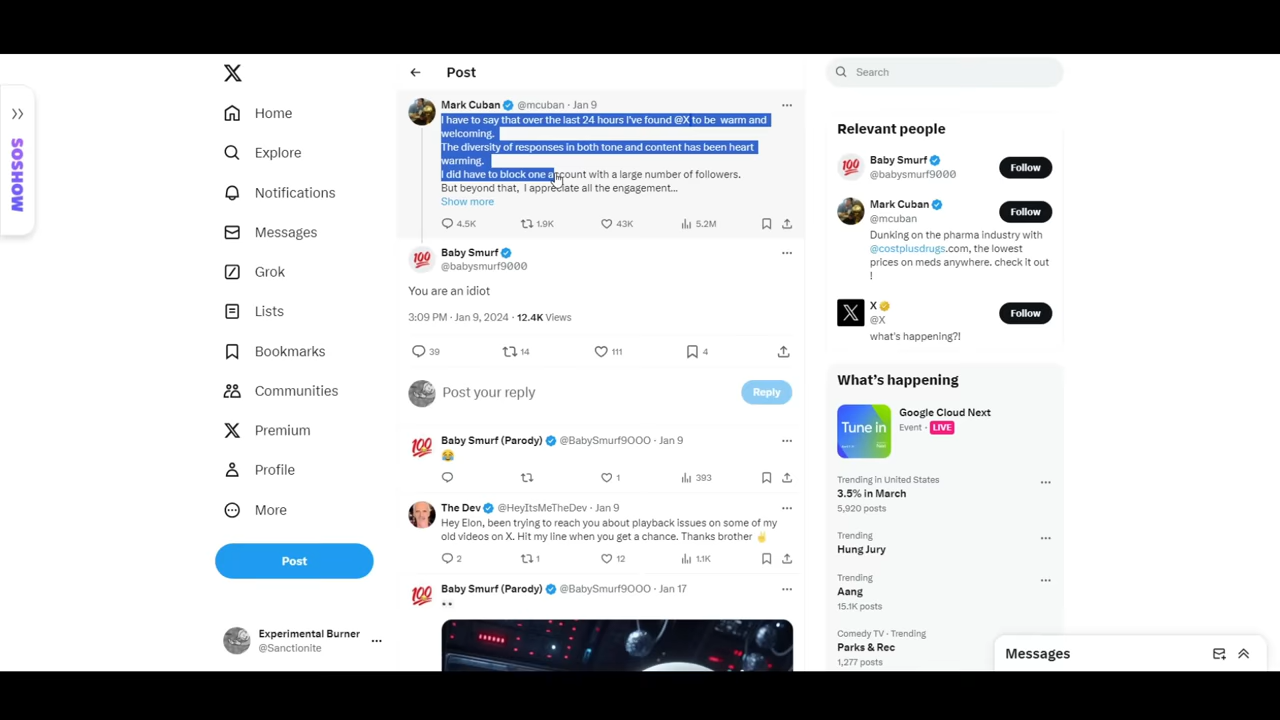 Post
Search
SOSHOW
Home
Explore
Notifications
Messages
Grok
Lists
Bookmarks
Communities
Premium
Profile
More
Post
Experimental Burner
@Sanctionite
Mark Cuban @mcuban · Jan 9
I have to say that over the last 24 hours I've found @X to be warm and
welcoming.
The diversity of responses in both tone and content has been heart
warming.
I did have to block one account with a large number of followers.
But beyond that, I appreciate all the engagement...
Show more
4.5K 1.9K 43K 5.2M
Baby Smurf
@babysmurf9000
You are an idiot
3:09 PM · Jan 9, 2024 · 12.4K Views
39 14 111 4
Post your reply
Reply
Baby Smurf (Parody) @BabySmurf9OOO · Jan 9
😂
1 393
The Dev @HeyItsMeTheDev · Jan 9
Hey Elon, been trying to reach you about playback issues on some of my
old videos on X. Hit my line when you get a chance. Thanks brother ✌
2 1 12 1.1K
Baby Smurf (Parody) @BabySmurf9OOO · Jan 17
👀
Relevant people
Baby Smurf
@babysmurf9000
Follow
Mark Cuban
@mcuban
Follow
Dunking on the pharma industry with
@costplusdrugs.com, the lowest
prices on meds anywhere. check it out
!
X
@X
Follow
what's happening?!
What's happening
Tune in
Google Cloud Next
Event · LIVE
Trending in United States
3.5% in March
5,920 posts
Trending
Hung Jury
Trending
Aang
15.1K posts
Comedy TV · Trending
Parks & Rec
1,277 posts
Messages